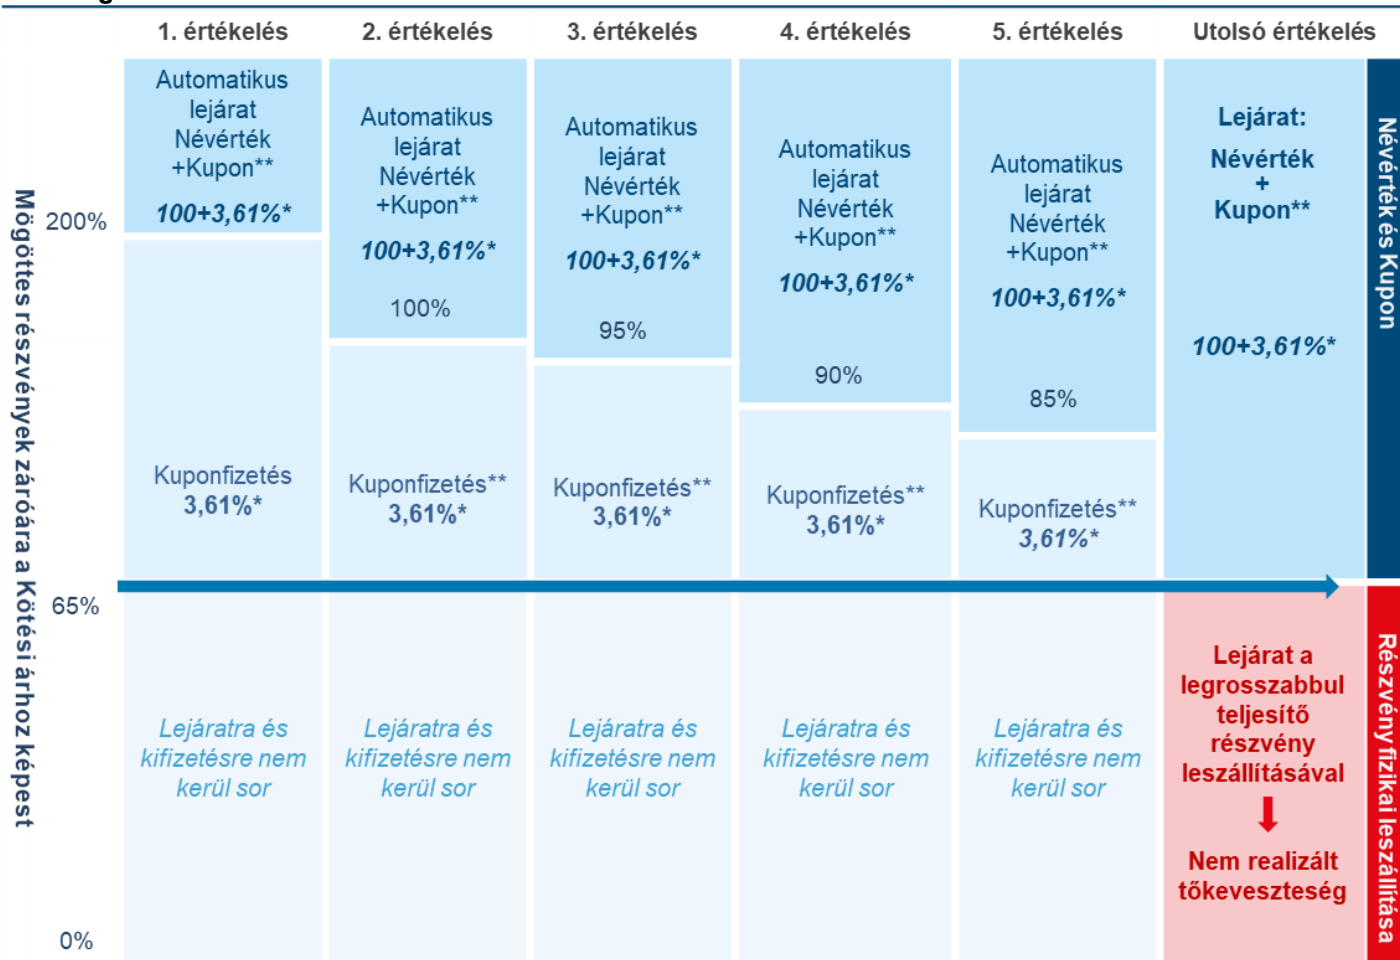 1. értékelés
2. értékelés
3. értékelés
4. értékelés
5. értékelés
Utolsó értékelés
Mögöttes részvények záróára a Kötési árhoz képest
200%
65%
0%
Automatikus
lejárat
Névérték
+Kupon**
100+3,61%*
Automatikus
lejárat
Névérték
+Kupon**
100+3,61%*
100%
Automatikus
lejárat
Névérték
+Kupon**
100+3,61%*
95%
Automatikus
lejárat
Névérték
+Kupon**
100+3,61%*
90%
Automatikus
lejárat
Névérték
+Kupon**
100+3,61%*
85%
Lejárat:
Névérték
+
Kupon**
100+3,61%*
Névérték és Kupon
Kuponfizetés
3,61%*
Kuponfizetés**
3,61%*
Kuponfizetés**
3,61%*
Kuponfizetés**
3,61%*
Kuponfizetés**
3,61%*
Lejáratra és
kifizetésre nem
kerül sor
Lejáratra és
kifizetésre nem
kerül sor
Lejáratra és
kifizetésre nem
kerül sor
Lejáratra és
kifizetésre nem
kerül sor
Lejáratra és
kifizetésre nem
kerül sor
Lejárat a
legrosszabbul
teljesítő
részvény
leszállításával
Nem realizált
tőkeveszteség
Részvény fizikai leszállítása